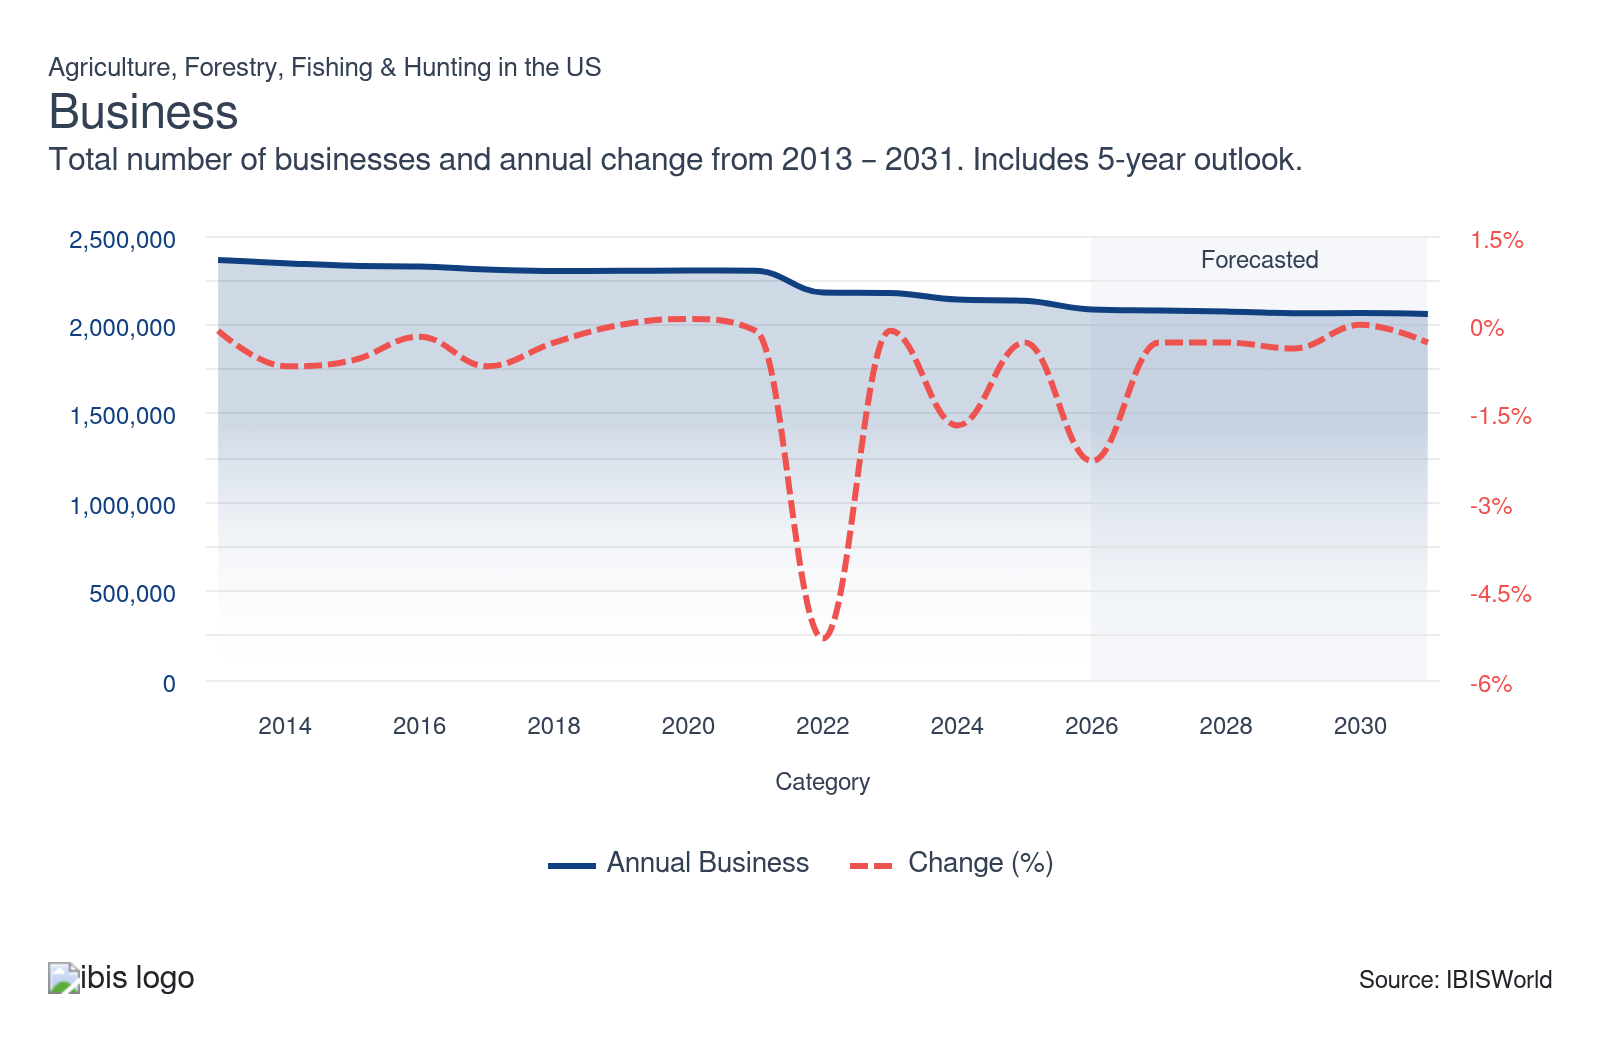 Agriculture, Forestry, Fishing & Hunting in the US
Business
Total number of businesses and annual change from 2013 – 2031. Includes 5-year outlook.
2,500,000
1.5%
Forecasted
2,000,000
0%
1,500,000
-1.5%
1,000,000
-3%
500,000
-4.5%
0
-6%
2014 2016 2018 2020 2022 2024 2026 2028 2030
Category
Annual Business Change (%)
ibis logo
Source: IBISWorld